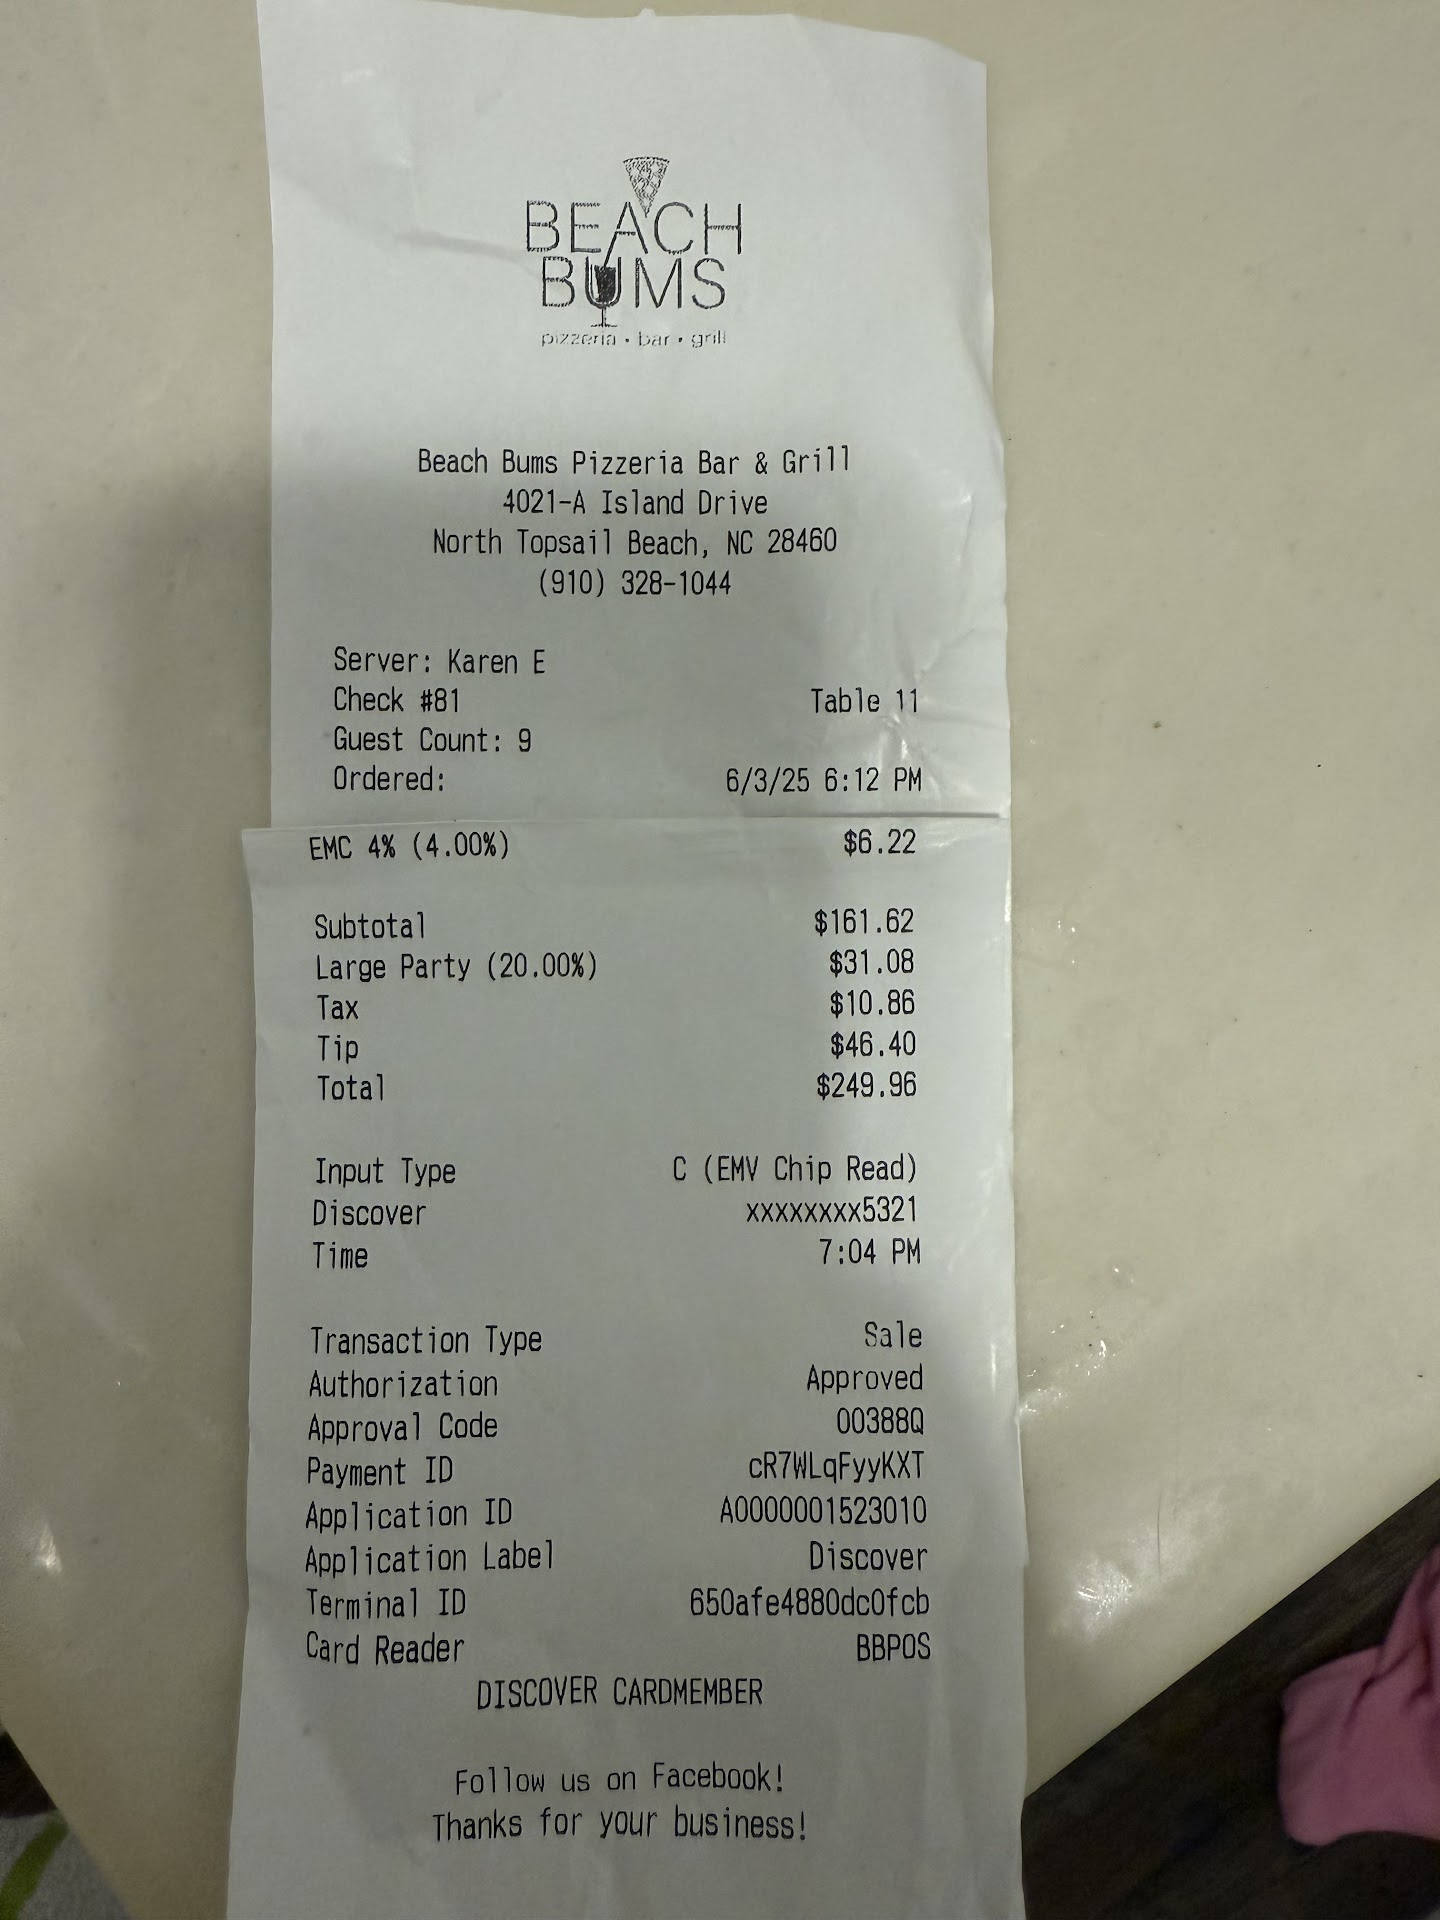 BEACH
BUMS
pizzeria • bar • grill
Beach Bums Pizzeria Bar & Grill
4021-A Island Drive
North Topsail Beach, NC 28460
(910) 328-1044
Server: Karen E
Check #81 Table 11
Guest Count: 9
Ordered: 6/3/25 6:12 PM
EMC 4% (4.00%) $6.22
Subtotal $161.62
Large Party (20.00%) $31.08
Tax $10.86
Tip $46.40
Total $249.96
Input Type C (EMV Chip Read)
Discover xxxxxxxx5321
Time 7:04 PM
Transaction Type Sale
Authorization Approved
Approval Code 00388Q
Payment ID cR7WLqFyyKXT
Application ID A0000001523010
Application Label Discover
Terminal ID 650afe4880dc0fcb
Card Reader BBPOS
DISCOVER CARDMEMBER
Follow us on Facebook!
Thanks for your business!